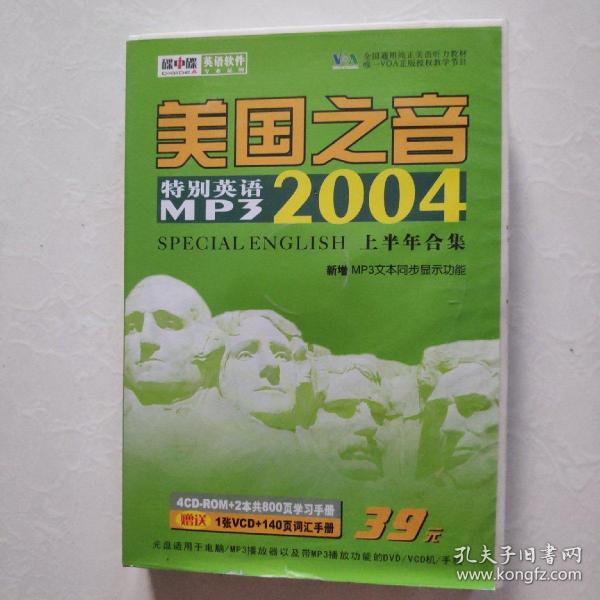 碟中碟 英语软件
VOA 全国通用纯正美语听力教材
唯一VOA正版授权教学节目
美国之音
特别英语
MP3 2004
SPECIAL ENGLISH 上半年合集
新增 MP3文本同步显示功能
4CD-ROM+2本共800页学习手册
赠送 1张VCD+140页词汇手册
39元
光盘适用于电脑/MP3播放器以及带MP3播放功能的DVD/VCD机/手
孔夫子旧书网
www.kongfz.com